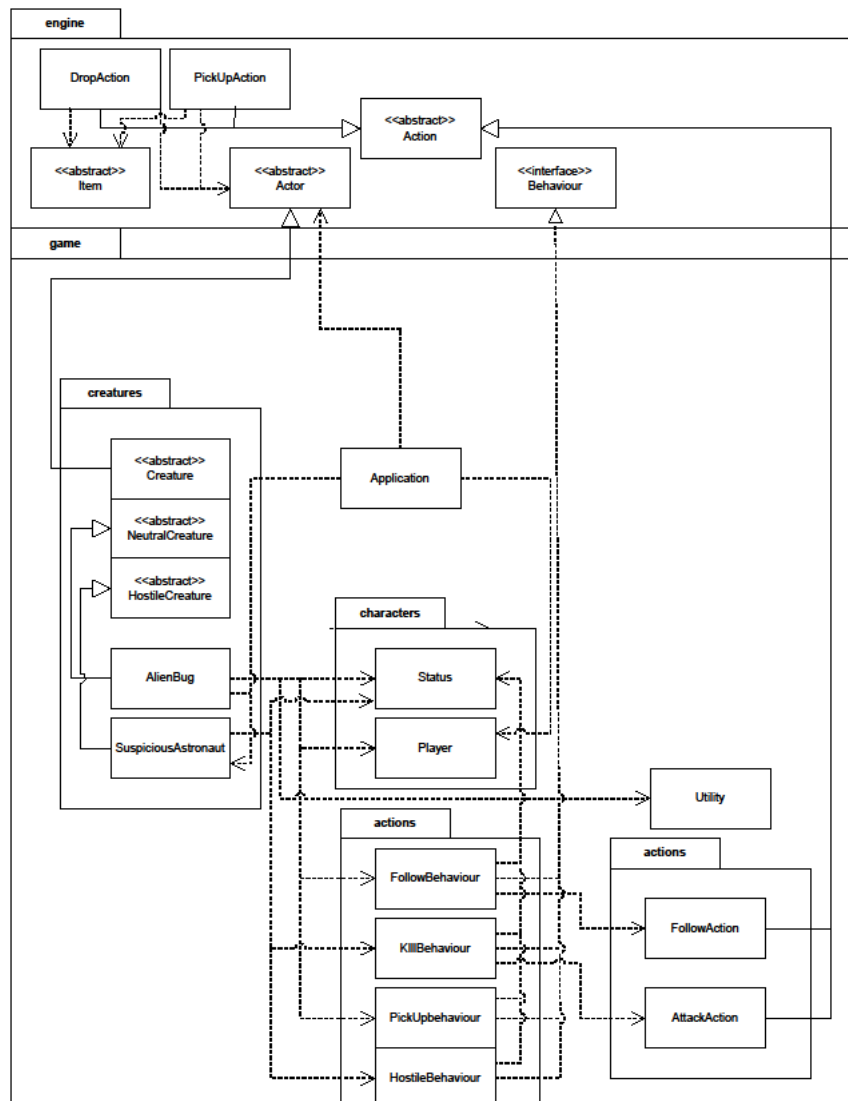 engine
DropAction
PickUpAction
<<abstract>>
Action
<<abstract>>
Item
<<abstract>>
Actor
<<interface>>
Behaviour
game
creatures
<<abstract>>
Creature
Application
<<abstract>>
NeutralCreature
<<abstract>>
HostileCreature
characters
AlienBug
Status
SuspiciousAstronaut
Player
Utility
actions
actions
FollowBehaviour
FollowAction
KIllBehaviour
PickUpbehaviour
AttackAction
HostileBehaviour